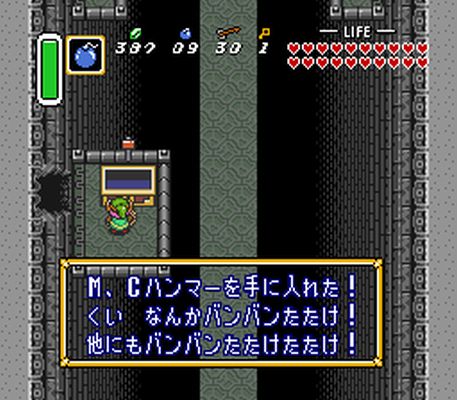 387 09 30 1
— LIFE —
M、Cハンマーを手に入れた!
くい なんかバンバンたたけ!
他にもバンバンたたけたたけ!